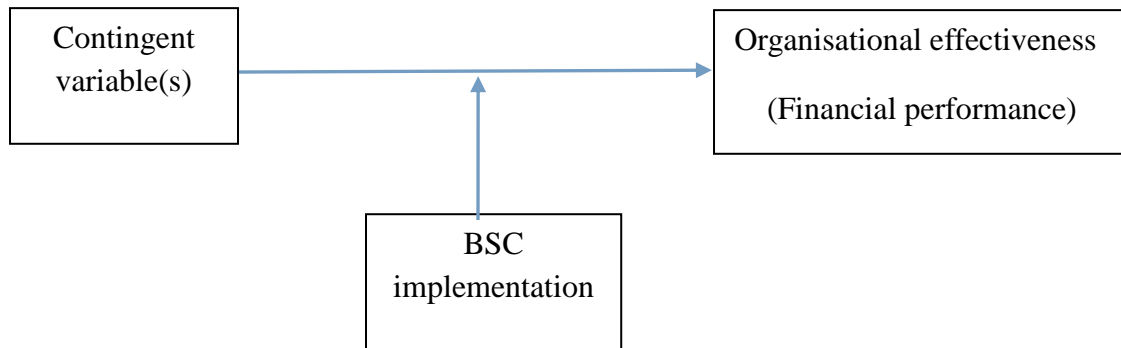 Contingent
variable(s)
Organisational effectiveness
(Financial performance)
BSC
implementation